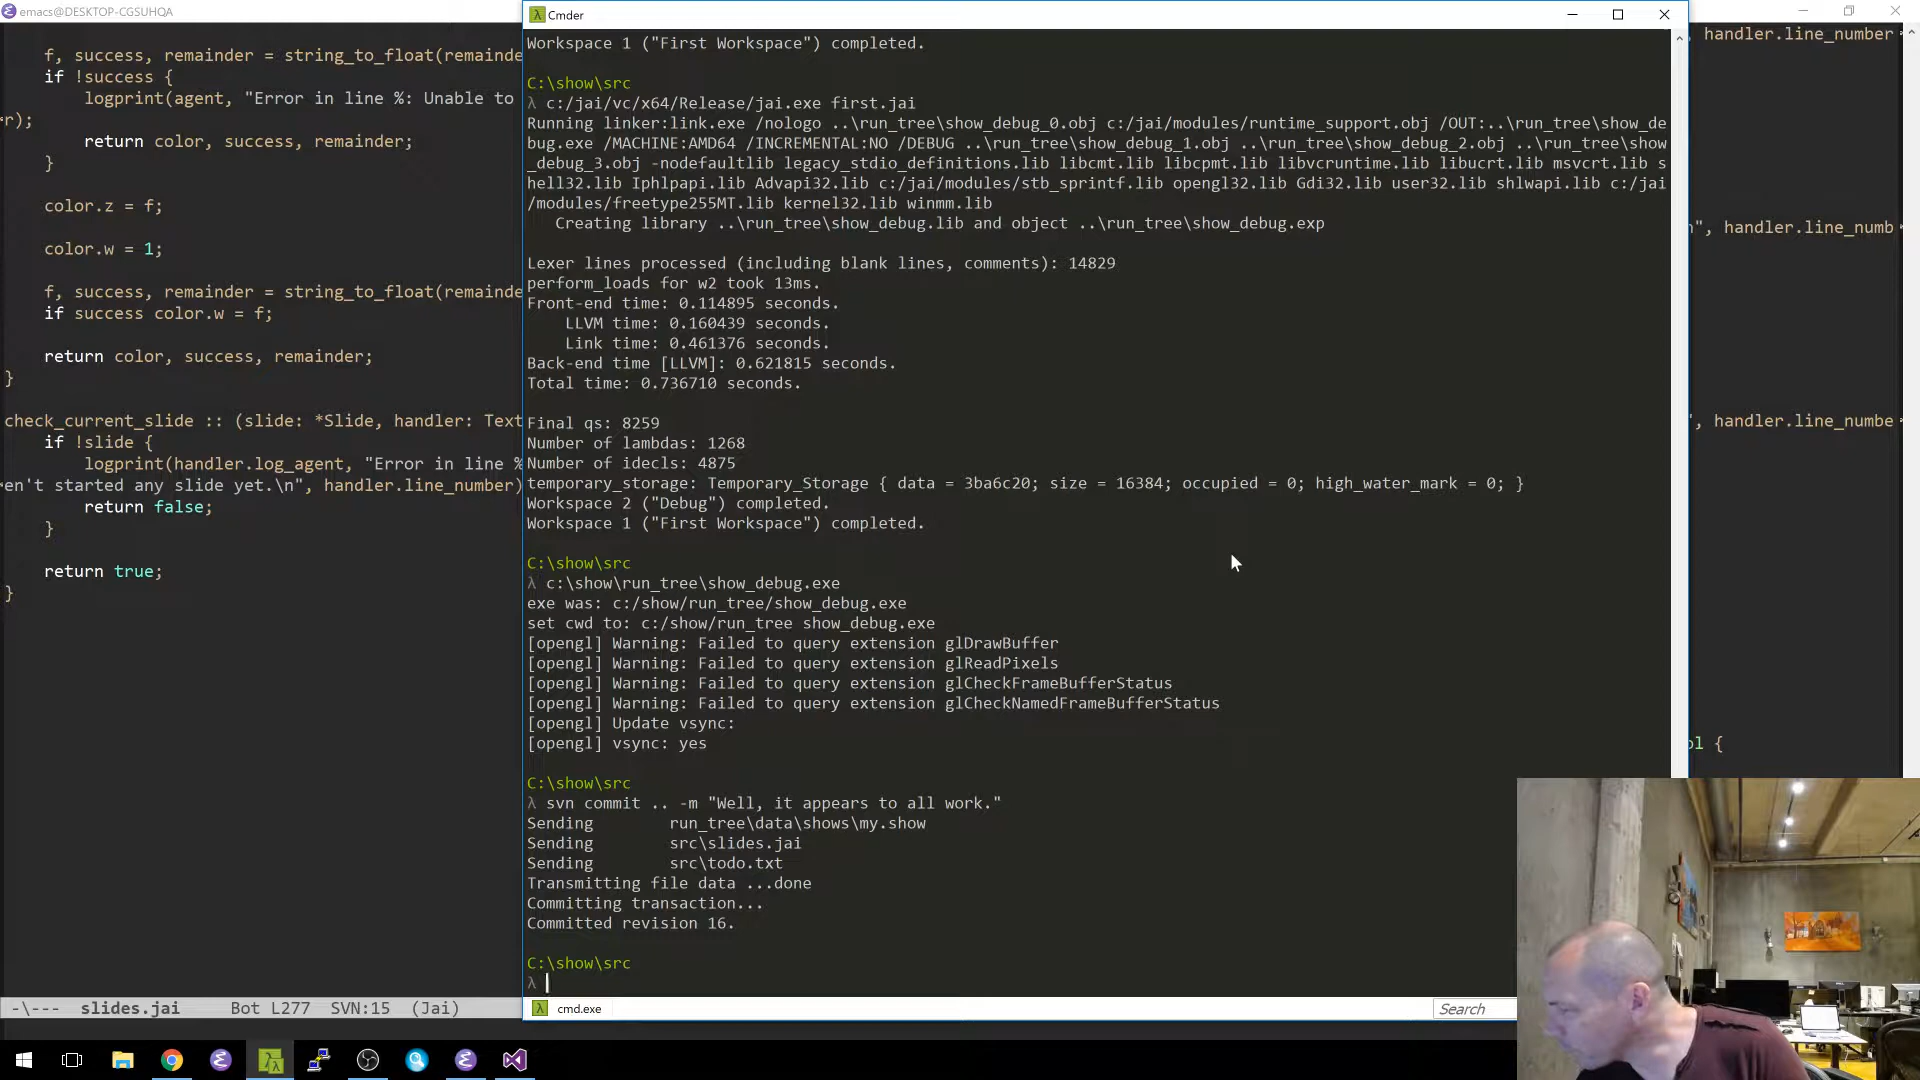 emacs@DESKTOP-CGSUHQA
f, success, remainder = string_to_float(remainde
if !success {
logprint(agent, "Error in line %: Unable to
r);
return color, success, remainder;
}
color.z = f;
color.w = 1;
f, success, remainder = string_to_float(remainde
if success color.w = f;
return color, success, remainder;
}
check_current_slide :: (slide: *Slide, handler: Text
if !slide {
logprint(handler.log_agent, "Error in line %
en't started any slide yet.\n", handler.line_number)
return false;
}
return true;
}
-\--- slides.jai Bot L277 SVN:15 (Jai)
Cmder
Workspace 1 ("First Workspace") completed.
C:\show\src
λ c:/jai/vc/x64/Release/jai.exe first.jai
Running linker:link.exe /nologo ..\run_tree\show_debug_0.obj c:/jai/modules/runtime_support.obj /OUT:..\run_tree\show_de
bug.exe /MACHINE:AMD64 /INCREMENTAL:NO /DEBUG ..\run_tree\show_debug_1.obj ..\run_tree\show_debug_2.obj ..\run_tree\show
_debug_3.obj -nodefaultlib legacy_stdio_definitions.lib libcmt.lib libcpmt.lib libvcruntime.lib libucrt.lib msvcrt.lib s
hell32.lib Iphlpapi.lib Advapi32.lib c:/jai/modules/stb_sprintf.lib opengl32.lib Gdi32.lib user32.lib shlwapi.lib c:/jai
/modules/freetype255MT.lib kernel32.lib winmm.lib
Creating library ..\run_tree\show_debug.lib and object ..\run_tree\show_debug.exp
Lexer lines processed (including blank lines, comments): 14829
perform_loads for w2 took 13ms.
Front-end time: 0.114895 seconds.
LLVM time: 0.160439 seconds.
Link time: 0.461376 seconds.
Back-end time [LLVM]: 0.621815 seconds.
Total time: 0.736710 seconds.
Final qs: 8259
Number of lambdas: 1268
Number of idecls: 4875
temporary_storage: Temporary_Storage { data = 3ba6c20; size = 16384; occupied = 0; high_water_mark = 0; }
Workspace 2 ("Debug") completed.
Workspace 1 ("First Workspace") completed.
C:\show\src
λ c:\show\run_tree\show_debug.exe
exe was: c:/show/run_tree/show_debug.exe
set cwd to: c:/show/run_tree show_debug.exe
[opengl] Warning: Failed to query extension glDrawBuffer
[opengl] Warning: Failed to query extension glReadPixels
[opengl] Warning: Failed to query extension glCheckFrameBufferStatus
[opengl] Warning: Failed to query extension glCheckNamedFrameBufferStatus
[opengl] Update vsync:
[opengl] vsync: yes
C:\show\src
λ svn commit .. -m "Well, it appears to all work."
Sending run_tree\data\shows\my.show
Sending src\slides.jai
Sending src\todo.txt
Transmitting file data ...done
Committing transaction...
Committed revision 16.
C:\show\src
λ
cmd.exe
Search
, handler.line_number
n", handler.line_numb
", handler.line_numbe
ol {